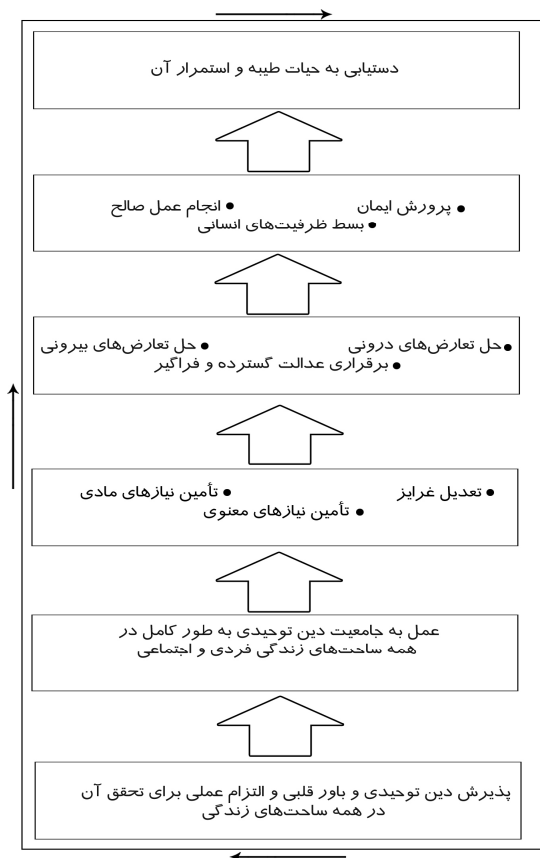 دستیابی به حیات طیبه و استمرار آن
● پرورش ایمان ● انجام عمل صالح
● بسط ظرفیت‌های انسانی
● حل تعارض‌های درونی ● حل تعارض‌های بیرونی
● برقراری عدالت گسترده و فراگیر
● تعدیل غرایز ● تأمین نیازهای مادی
● تأمین نیازهای معنوی
عمل به جامعیت دین توحیدی به طور کامل در
همه ساحت‌های زندگی فردی و اجتماعی
پذیرش دین توحیدی و باور قلبی و التزام عملی برای تحقق آن
در همه ساحت‌های زندگی